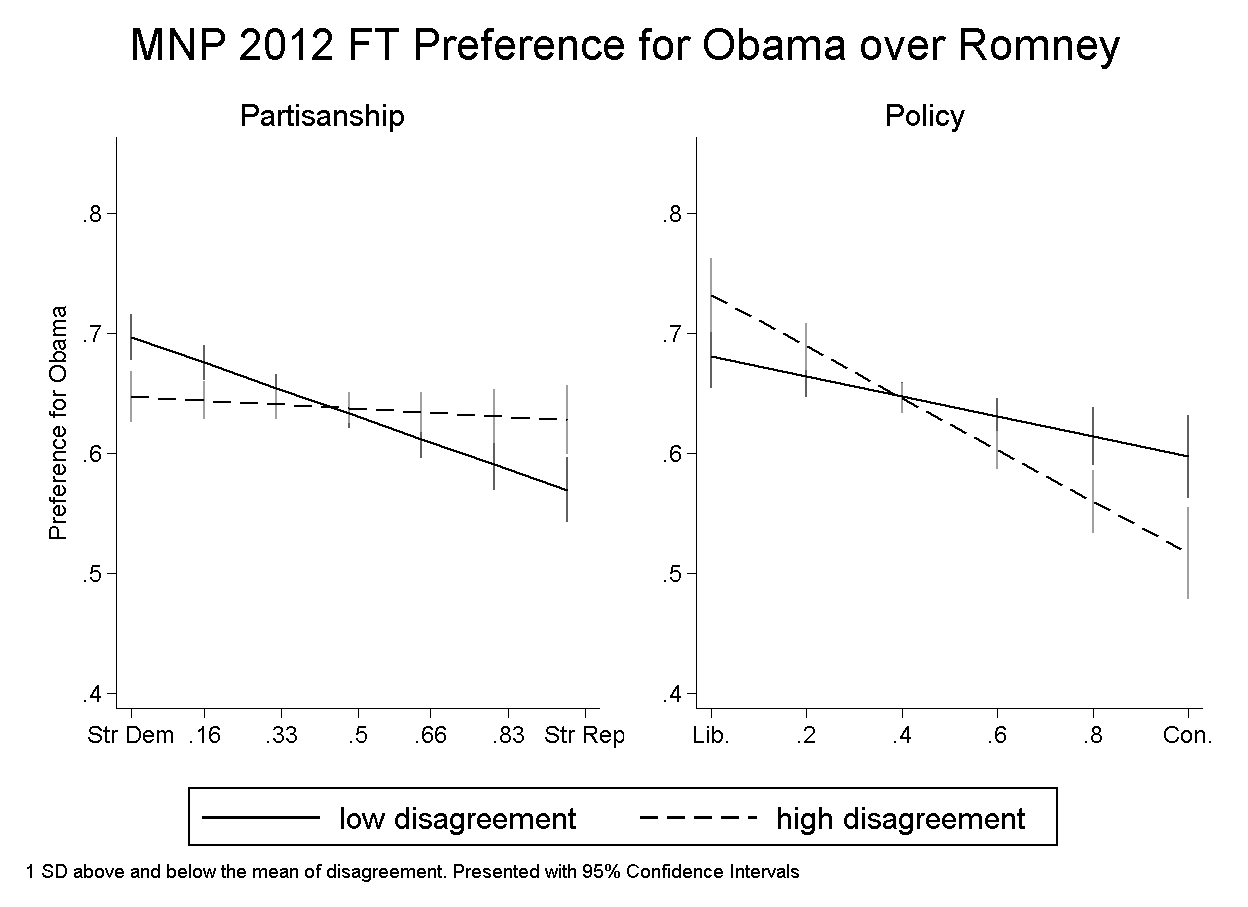 MNP 2012 FT Preference for Obama over Romney
Partisanship
Policy
Preference for Obama
.8
.7
.6
.5
.4
Str Dem .16 .33 .5 .66 .83 Str Rep
.8
.7
.6
.5
.4
Lib. .2 .4 .6 .8 Con.
low disagreement high disagreement
1 SD above and below the mean of disagreement. Presented with 95% Confidence Intervals